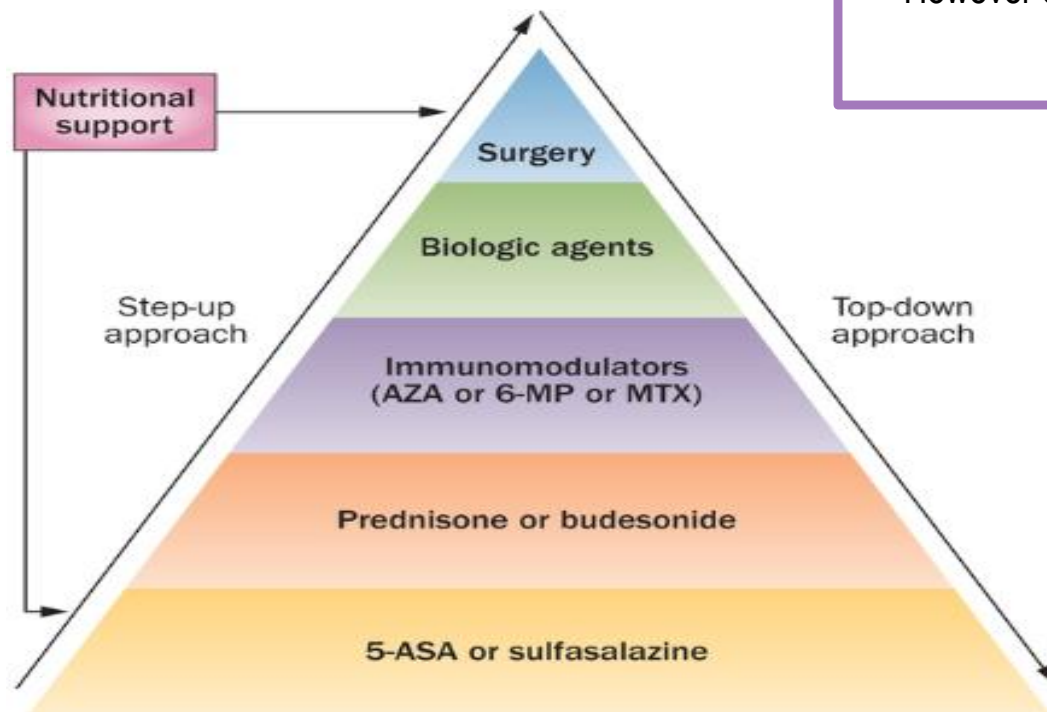 However
Nutritional
support
Surgery
Biologic agents
Step-up
approach
Top-down
approach
Immunomodulators
(AZA or 6-MP or MTX)
Prednisone or budesonide
5-ASA or sulfasalazine